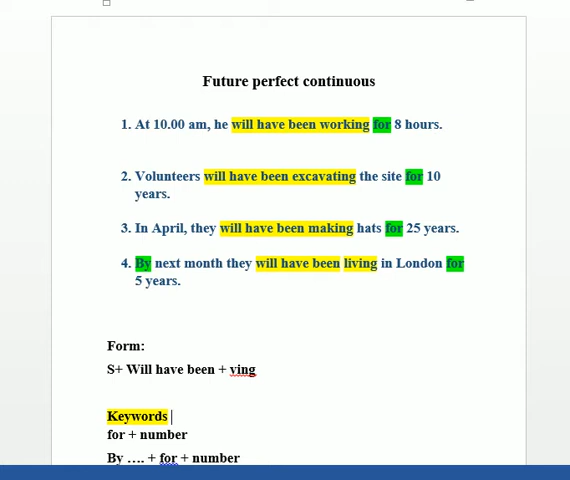 Future perfect continuous
1. At 10.00 am, he will have been working for 8 hours.
2. Volunteers will have been excavating the site for 10
years.
3. In April, they will have been making hats for 25 years.
4. By next month they will have been living in London for
5 years.
Form:
S+ Will have been + ving
Keywords
for + number
By .... + for + number